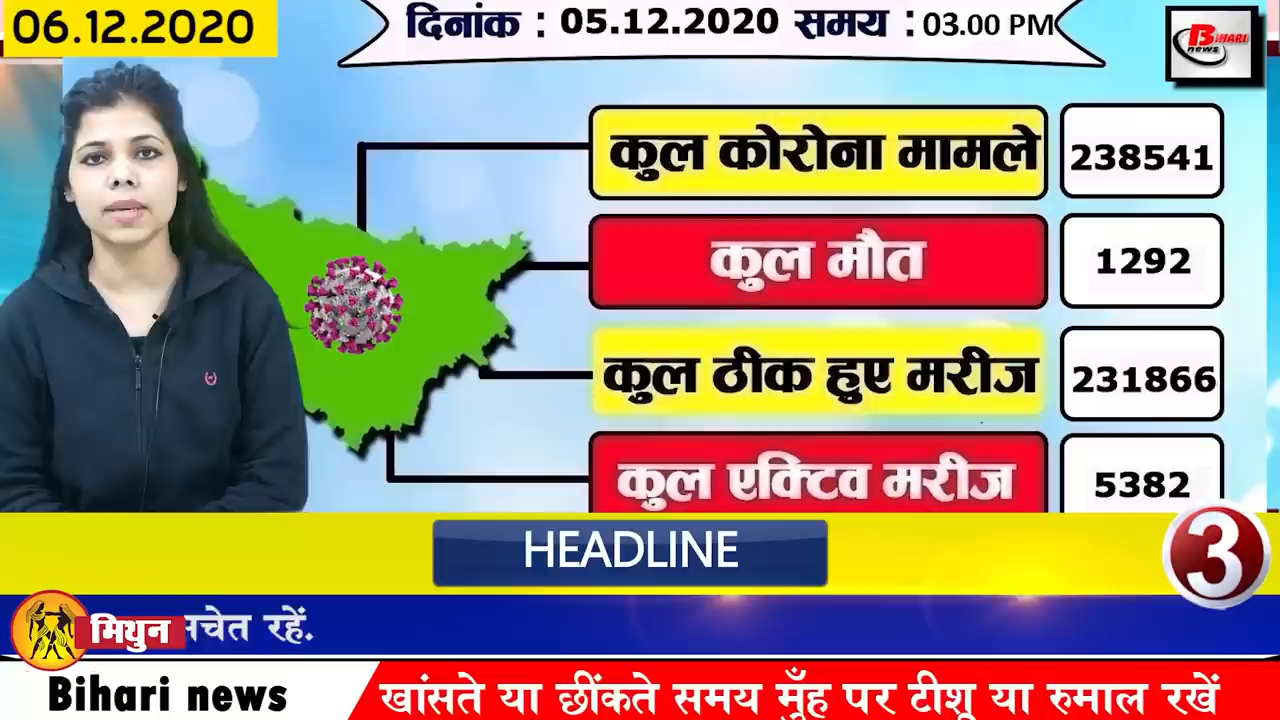 06.12.2020
दिनांक : 05.12.2020 समय : 03.00 PM
BIHARI
news
कुल कोरोना मामले 238541
कुल मौत 1292
कुल ठीक हुए मरीज 231866
कुल एक्टिव मरीज 5382
HEADLINE
3
मिथुन
रहें.
Bihari news
खांसते या छींकते समय मुँह पर टीशू या रुमाल रखें